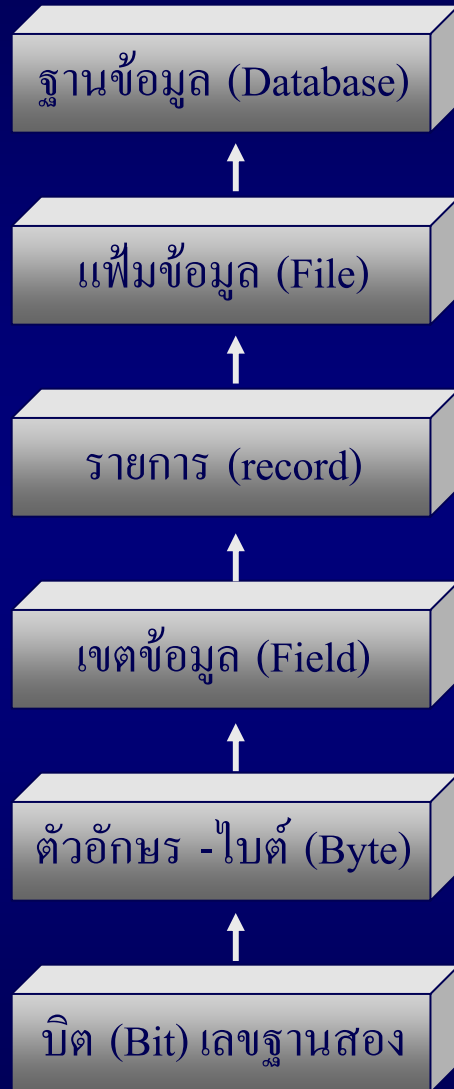 ฐานข้อมูล (Database)
แฟ้มข้อมูล (File)
รายการ (record)
เขตข้อมูล (Field)
ตัวอักษร -ไบต์ (Byte)
บิต (Bit) เลขฐานสอง